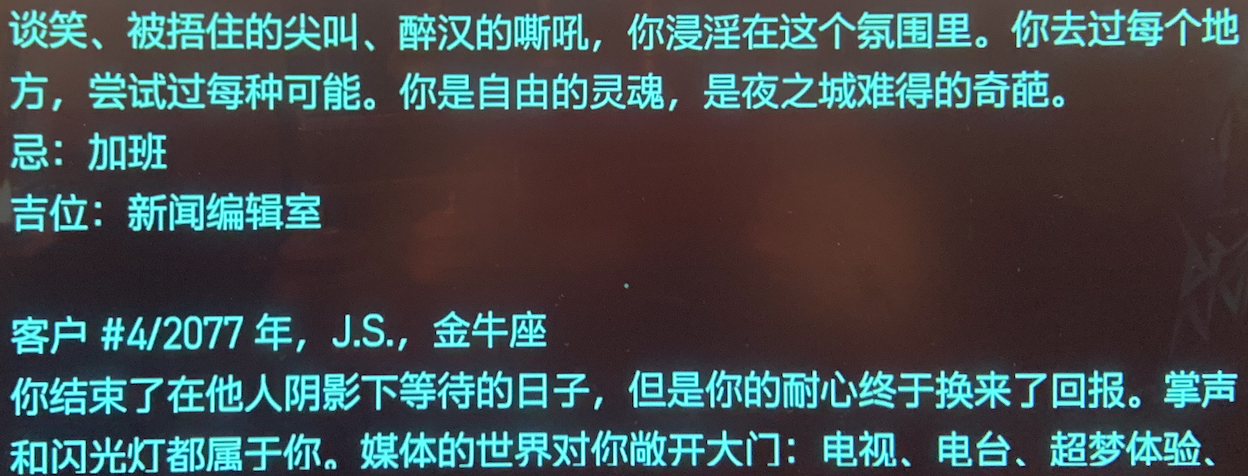 谈笑、被捂住的尖叫、醉汉的嘶吼，你浸淫在这个氛围里。你去过每个地
方，尝试过每种可能。你是自由的灵魂，是夜之城难得的奇葩。
忌：加班
吉位：新闻编辑室
客户 #4/2077 年，J.S.，金牛座
你结束了在他人阴影下等待的日子，但是你的耐心终于换来了回报。掌声
和闪光灯都属于你。媒体的世界对你敞开大门：电视、电台、超梦体验、